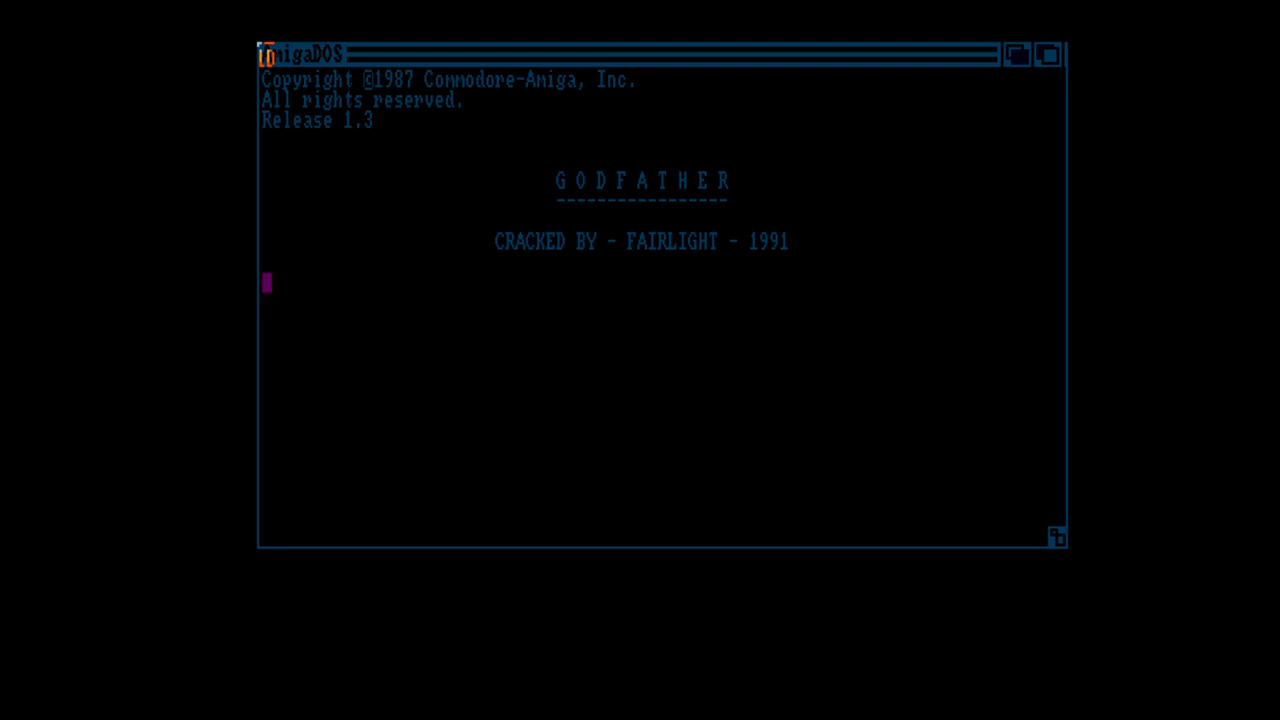 AmigaDOS
Copyright ©1987 Commodore-Amiga, Inc.
All rights reserved.
Release 1.3
G O D F A T H E R
-----------------
CRACKED BY - FAIRLIGHT - 1991